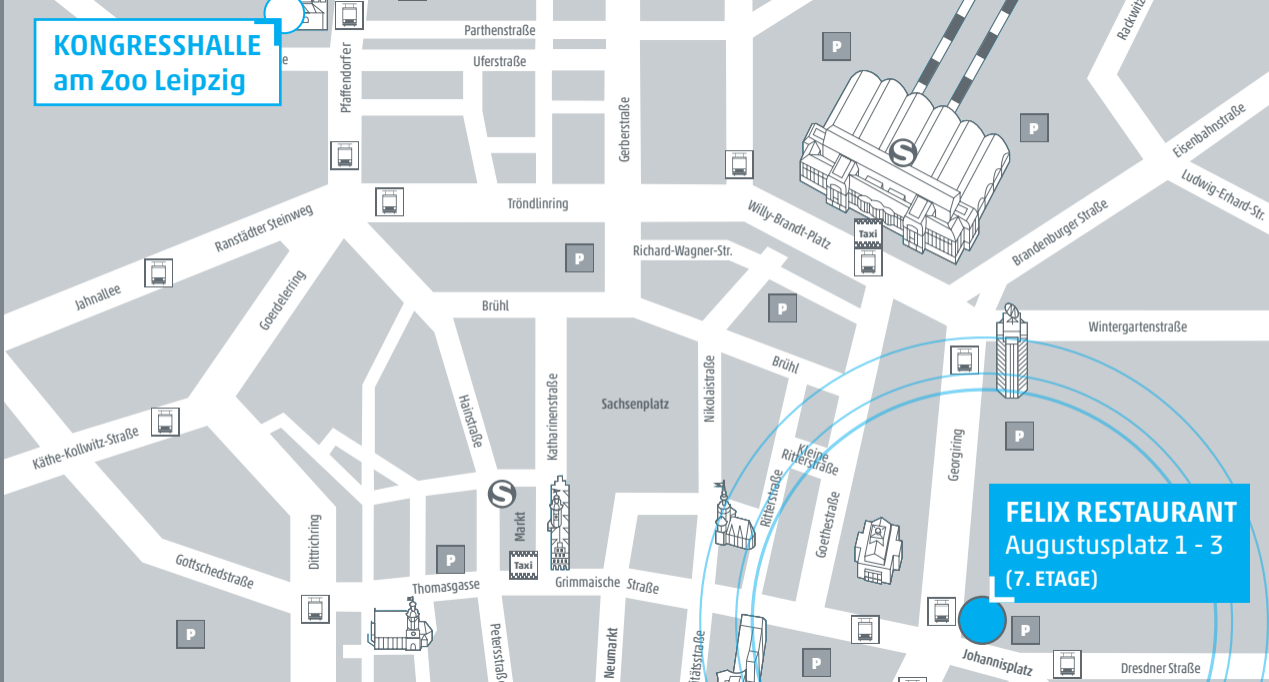 KONGRESSHALLE
am Zoo Leipzig
Pfaffendorfer
Parthenstraße
Uferstraße
Gerberstraße
P
S
P
Rackwitz
Eisenbahnstraße
Ludwig-Erhard-Str.
Tröndlinring
Willy-Brandt-Platz
Taxi
Brandenburger Straße
Ranstädter Steinweg
Richard-Wagner-Str.
P
Jahnallee
Goerdelerring
Brühl
P
Wintergartenstraße
Brühl
Hainstraße
Katharinenstraße
Sachsenplatz
Nikolaistraße
Käthe-Kollwitz-Straße
Kleine
Ritterstraße
Ritterstraße
Goethestraße
Georgiring
P
S
Markt
FELIX RESTAURANT
Augustusplatz 1 - 3
(7. ETAGE)
Dittrichring
Gottschedstraße
P
Taxi
Thomasgasse
Grimmaische Straße
P
Petersstraße
Neumarkt
itätsstraße
P
P
Johannisplatz
Dresdner Straße